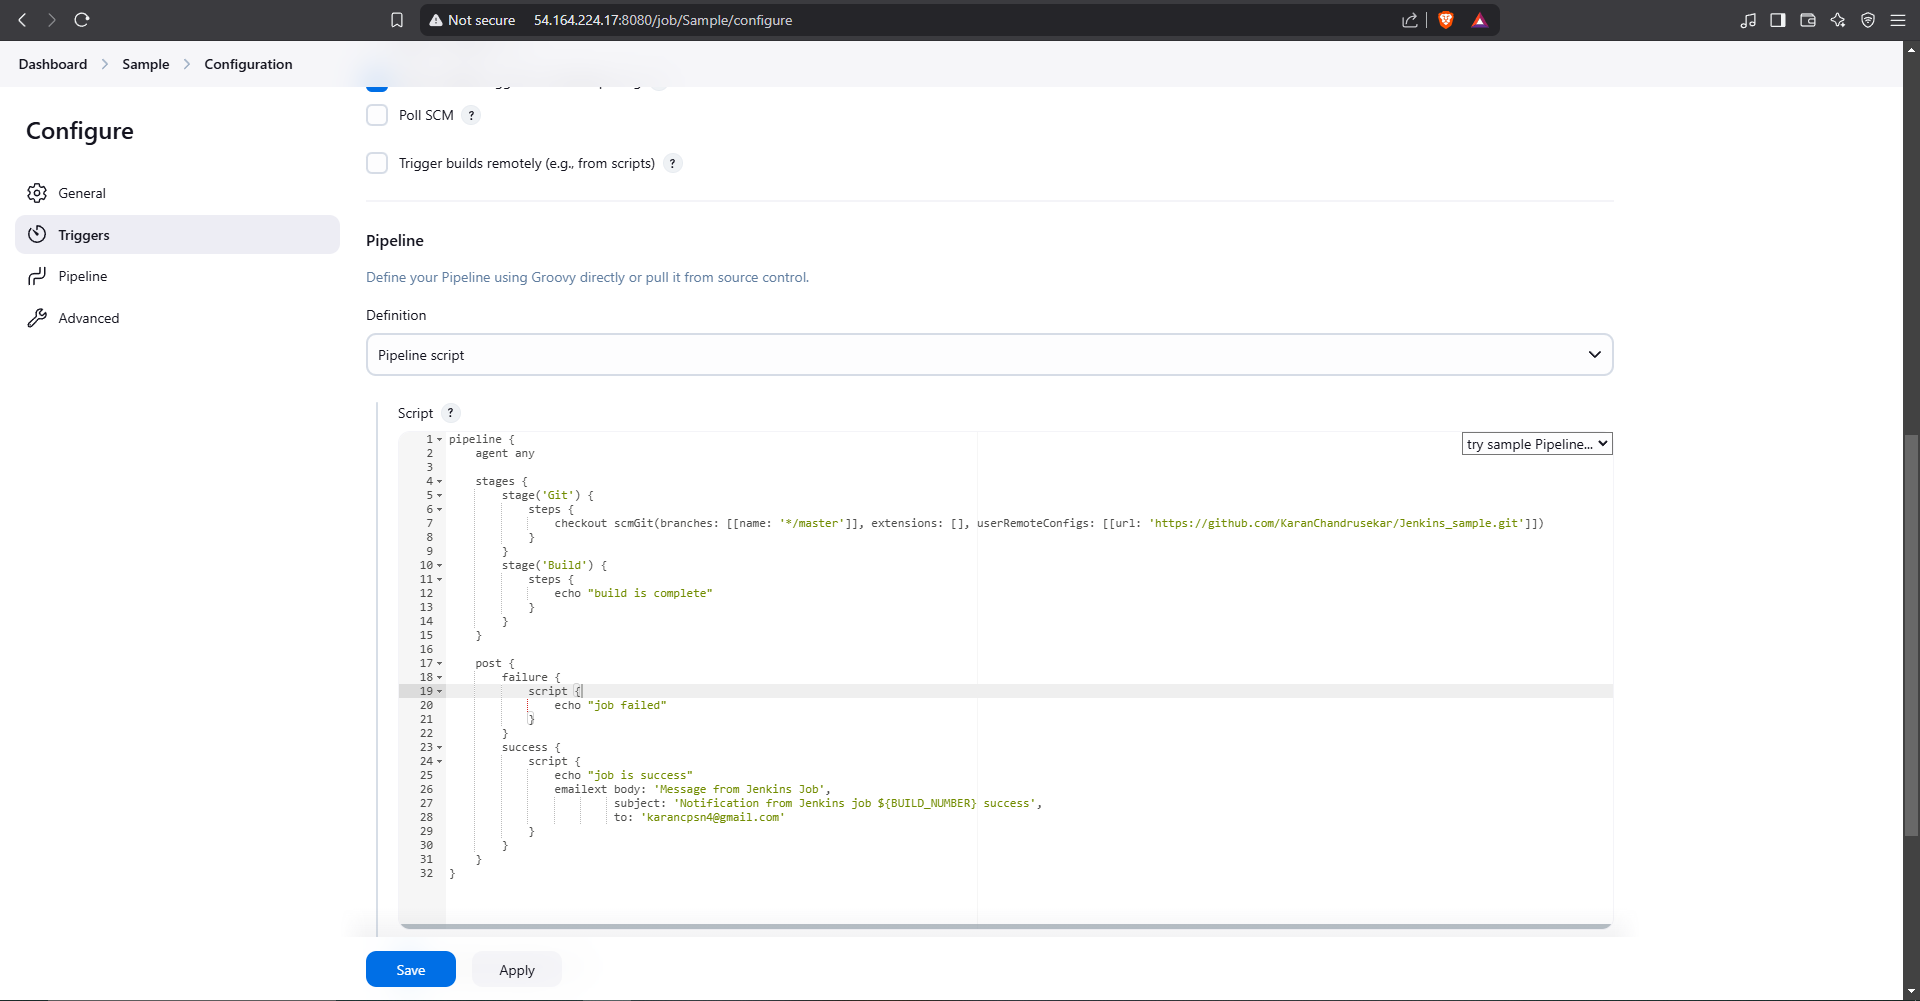 Not secure 54.164.224.17:8080/job/Sample/configure
Dashboard Sample Configuration
Configure
General
Triggers
Pipeline
Advanced
Poll SCM ?
Trigger builds remotely (e.g., from scripts) ?
Pipeline
Define your Pipeline using Groovy directly or pull it from source control.
Definition
Pipeline script
Script ?
try sample Pipeline...
1 pipeline {
2     agent any
3
4     stages {
5         stage('Git') {
6             steps {
7                 checkout scmGit(branches: [[name: '*/master']], extensions: [], userRemoteConfigs: [[url: 'https://github.com/KaranChandrusekar/Jenkins_sample.git']])
8             }
9         }
10         stage('Build') {
11             steps {
12                 echo "build is complete"
13             }
14         }
15     }
16
17     post {
18         failure {
19             script {
20                 echo "job failed"
21             }
22         }
23         success {
24             script {
25                 echo "job is success"
26                 emailext body: 'Message from Jenkins Job',
27                          subject: 'Notification from Jenkins job ${BUILD_NUMBER} success',
28                          to: 'karancpsn4@gmail.com'
29             }
30         }
31     }
32 }
Save Apply